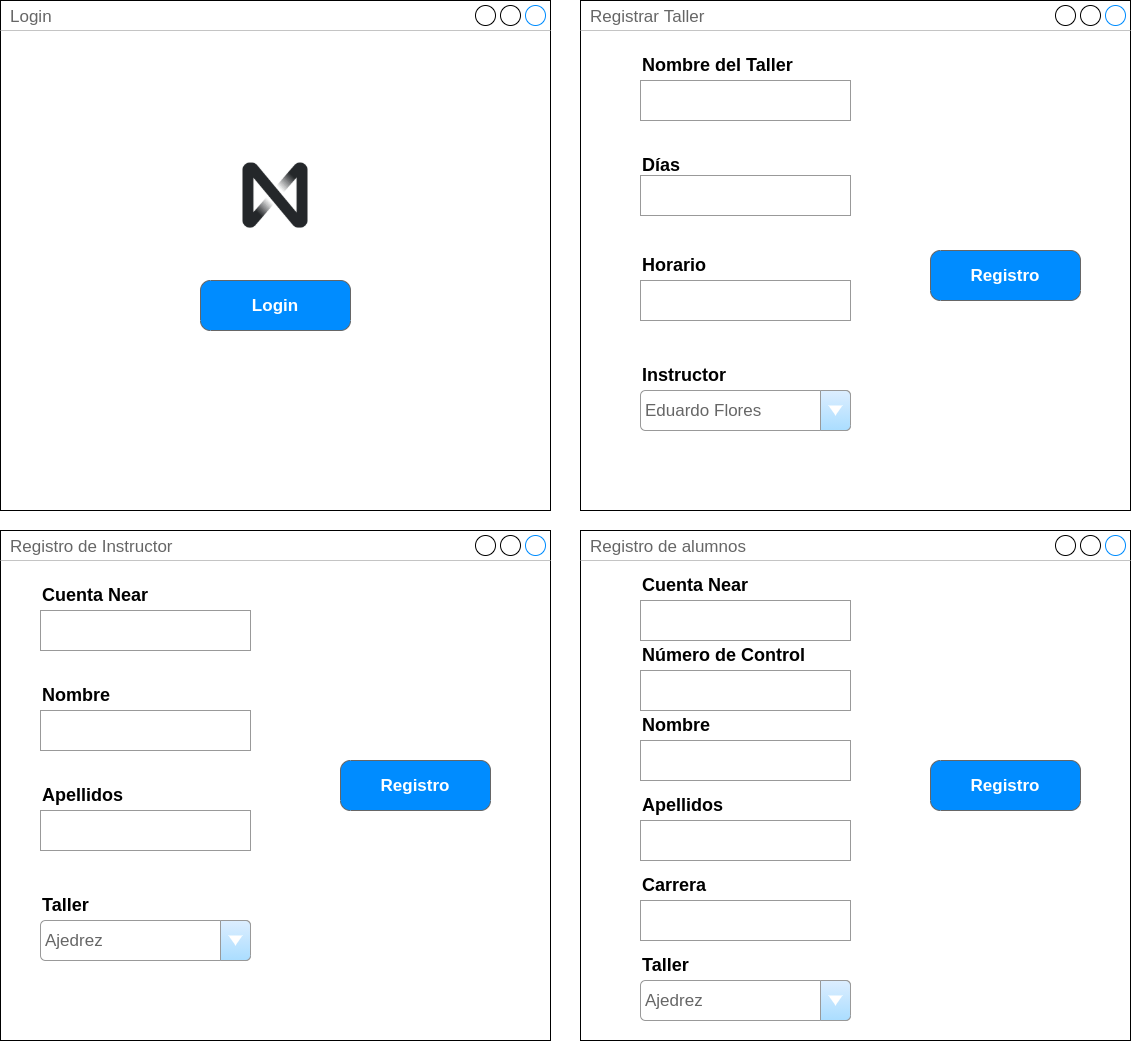 Login
Login
Registrar Taller
Nombre del Taller
Días
Horario
Instructor
Eduardo Flores
Registro
Registro de Instructor
Cuenta Near
Nombre
Apellidos
Taller
Ajedrez
Registro
Registro de alumnos
Cuenta Near
Número de Control
Nombre
Apellidos
Carrera
Taller
Ajedrez
Registro